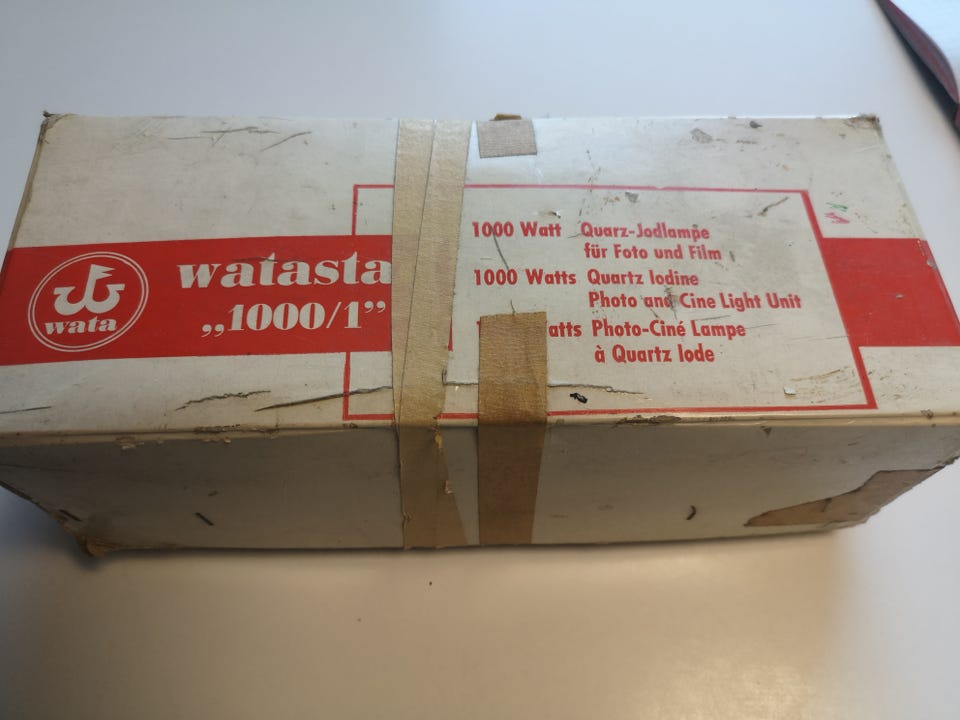 watasta
„1000/1”
wata
1000 Watt Quarz-Jodlampe
für Foto und Film
1000 Watts Quartz Iodine
Photo and Cine Light Unit
Photo-Ciné Lampe
à Quartz Iode